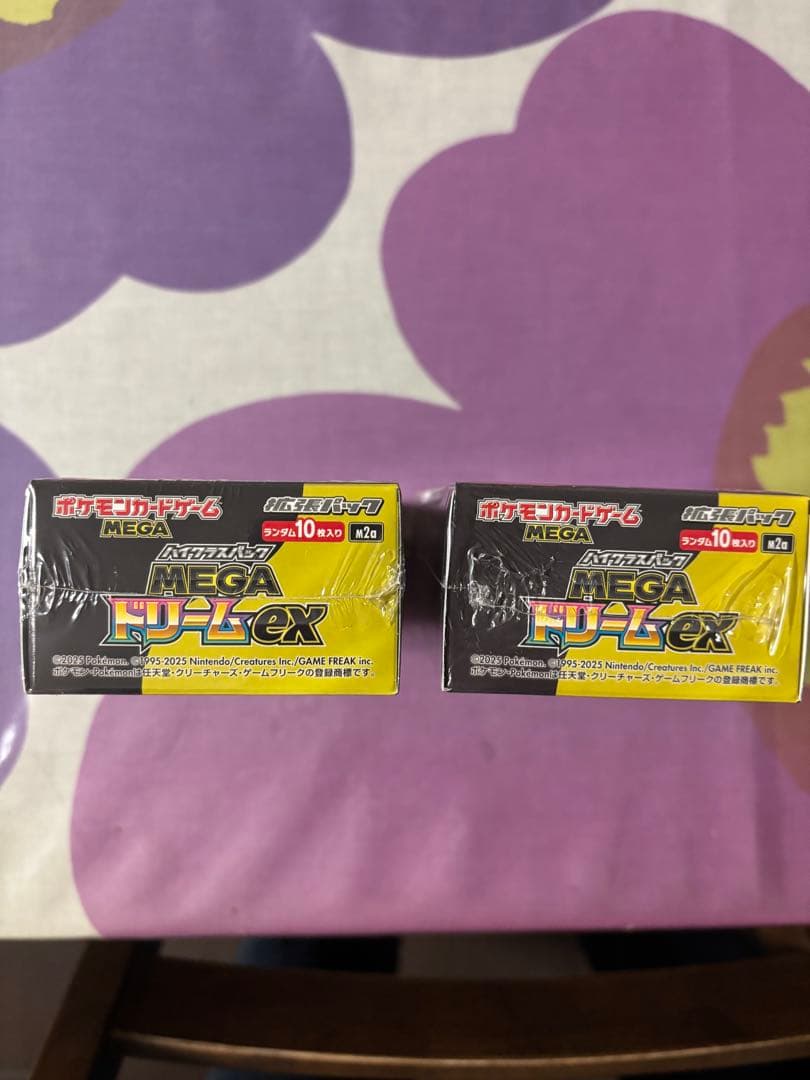 ポケモンカードゲーム
MEGA
拡張パック
ランダム10枚入り M2a
ハイクラスパック
MEGA
ドリームex
©2025 Pokémon. ©1995-2025 Nintendo/Creatures Inc./GAME FREAK inc.
ポケモン・Pokémonは任天堂・クリーチャーズ・ゲームフリークの登録商標です。
ポケモンカードゲーム
MEGA
拡張パック
ランダム10枚入り M2a
ハイクラスパック
MEGA
ドリームex
©2025 Pokémon. ©1995-2025 Nintendo/Creatures Inc./GAME FREAK inc.
ポケモン・Pokémonは任天堂・クリーチャーズ・ゲームフリークの登録商標です。